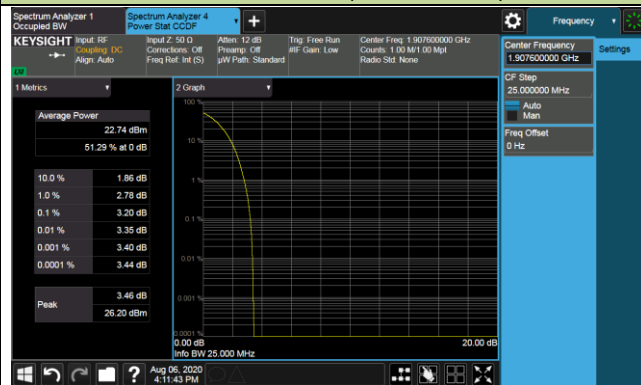 Spectrum Analyzer 1
Occupied BW
Spectrum Analyzer 4
Power Stat CCDF
Frequency
KEYSIGHT
Input: RF
Coupling: DC
Align: Auto
Input Z: 50 Ω
Corrections: Off
Freq Ref: Int (S)
Atten: 12 dB
Preamp: Off
µW Path: Standard
Trig: Free Run
#IF Gain: Low
Center Freq: 1.907600000 GHz
Counts: 1.00 M/1.00 Mpt
Radio Std: None
Center Frequency
1.907600000 GHz
Settings
CF Step
25.000000 MHz
Auto
Man
Freq Offset
0 Hz
1 Metrics
2 Graph
Average Power
22.74 dBm
51.29 % at 0 dB
10.0 % 1.86 dB
1.0 % 2.78 dB
0.1 % 3.20 dB
0.01 % 3.35 dB
0.001 % 3.40 dB
0.0001 % 3.44 dB
Peak
3.46 dB
26.20 dBm
100 %
10 %
1 %
0.1 %
0.01 %
0.001 %
0.0001 %
0.00 dB
20.00 dB
Info BW 25.000 MHz
?
Aug 06, 2020
4:11:43 PM